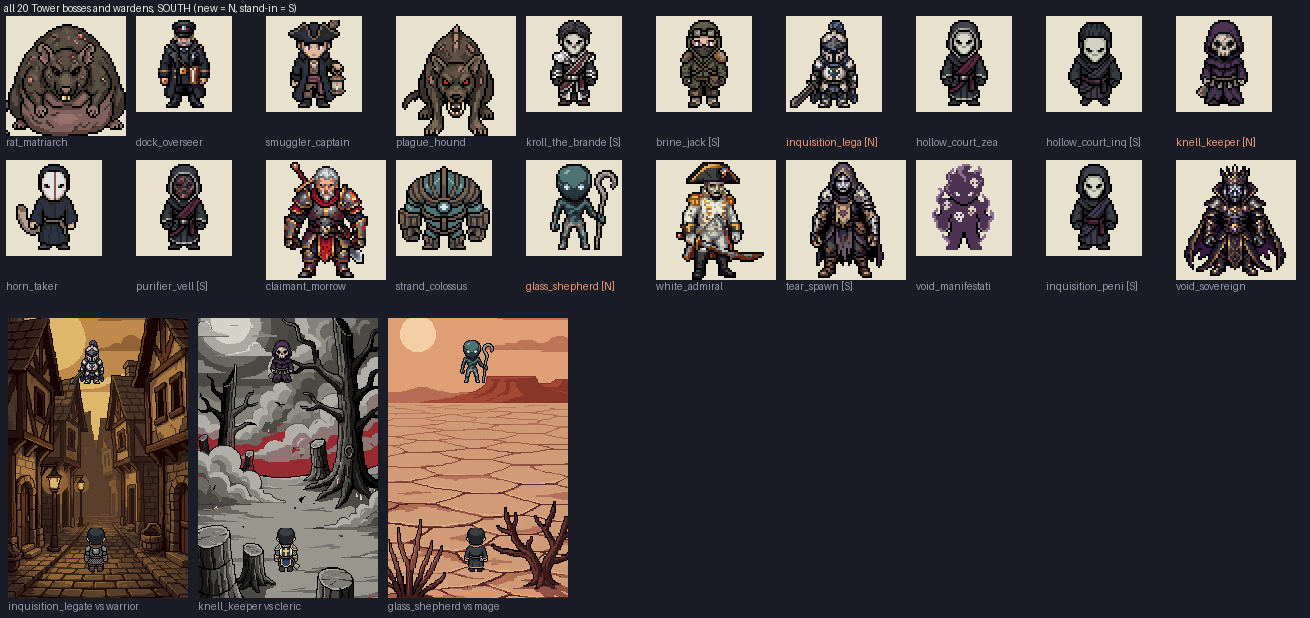 all 20 Tower bosses and wardens, SOUTH (new = N, stand-in = S)
rat_matriarch dock_overseer smuggler_captain plague_hound kroll_the_brande [S] brine_jack [S] inquisition_lega [N] hollow_court_zea hollow_court_inq [S] knell_keeper [N]
horn_taker purifier_vell [S] claimant_morrow strand_colossus glass_shepherd [N] white_admiral tear_spawn [S] void_manifestati inquisition_peni [S] void_sovereign
inquisition_legate vs warrior knell_keeper vs cleric glass_shepherd vs mage